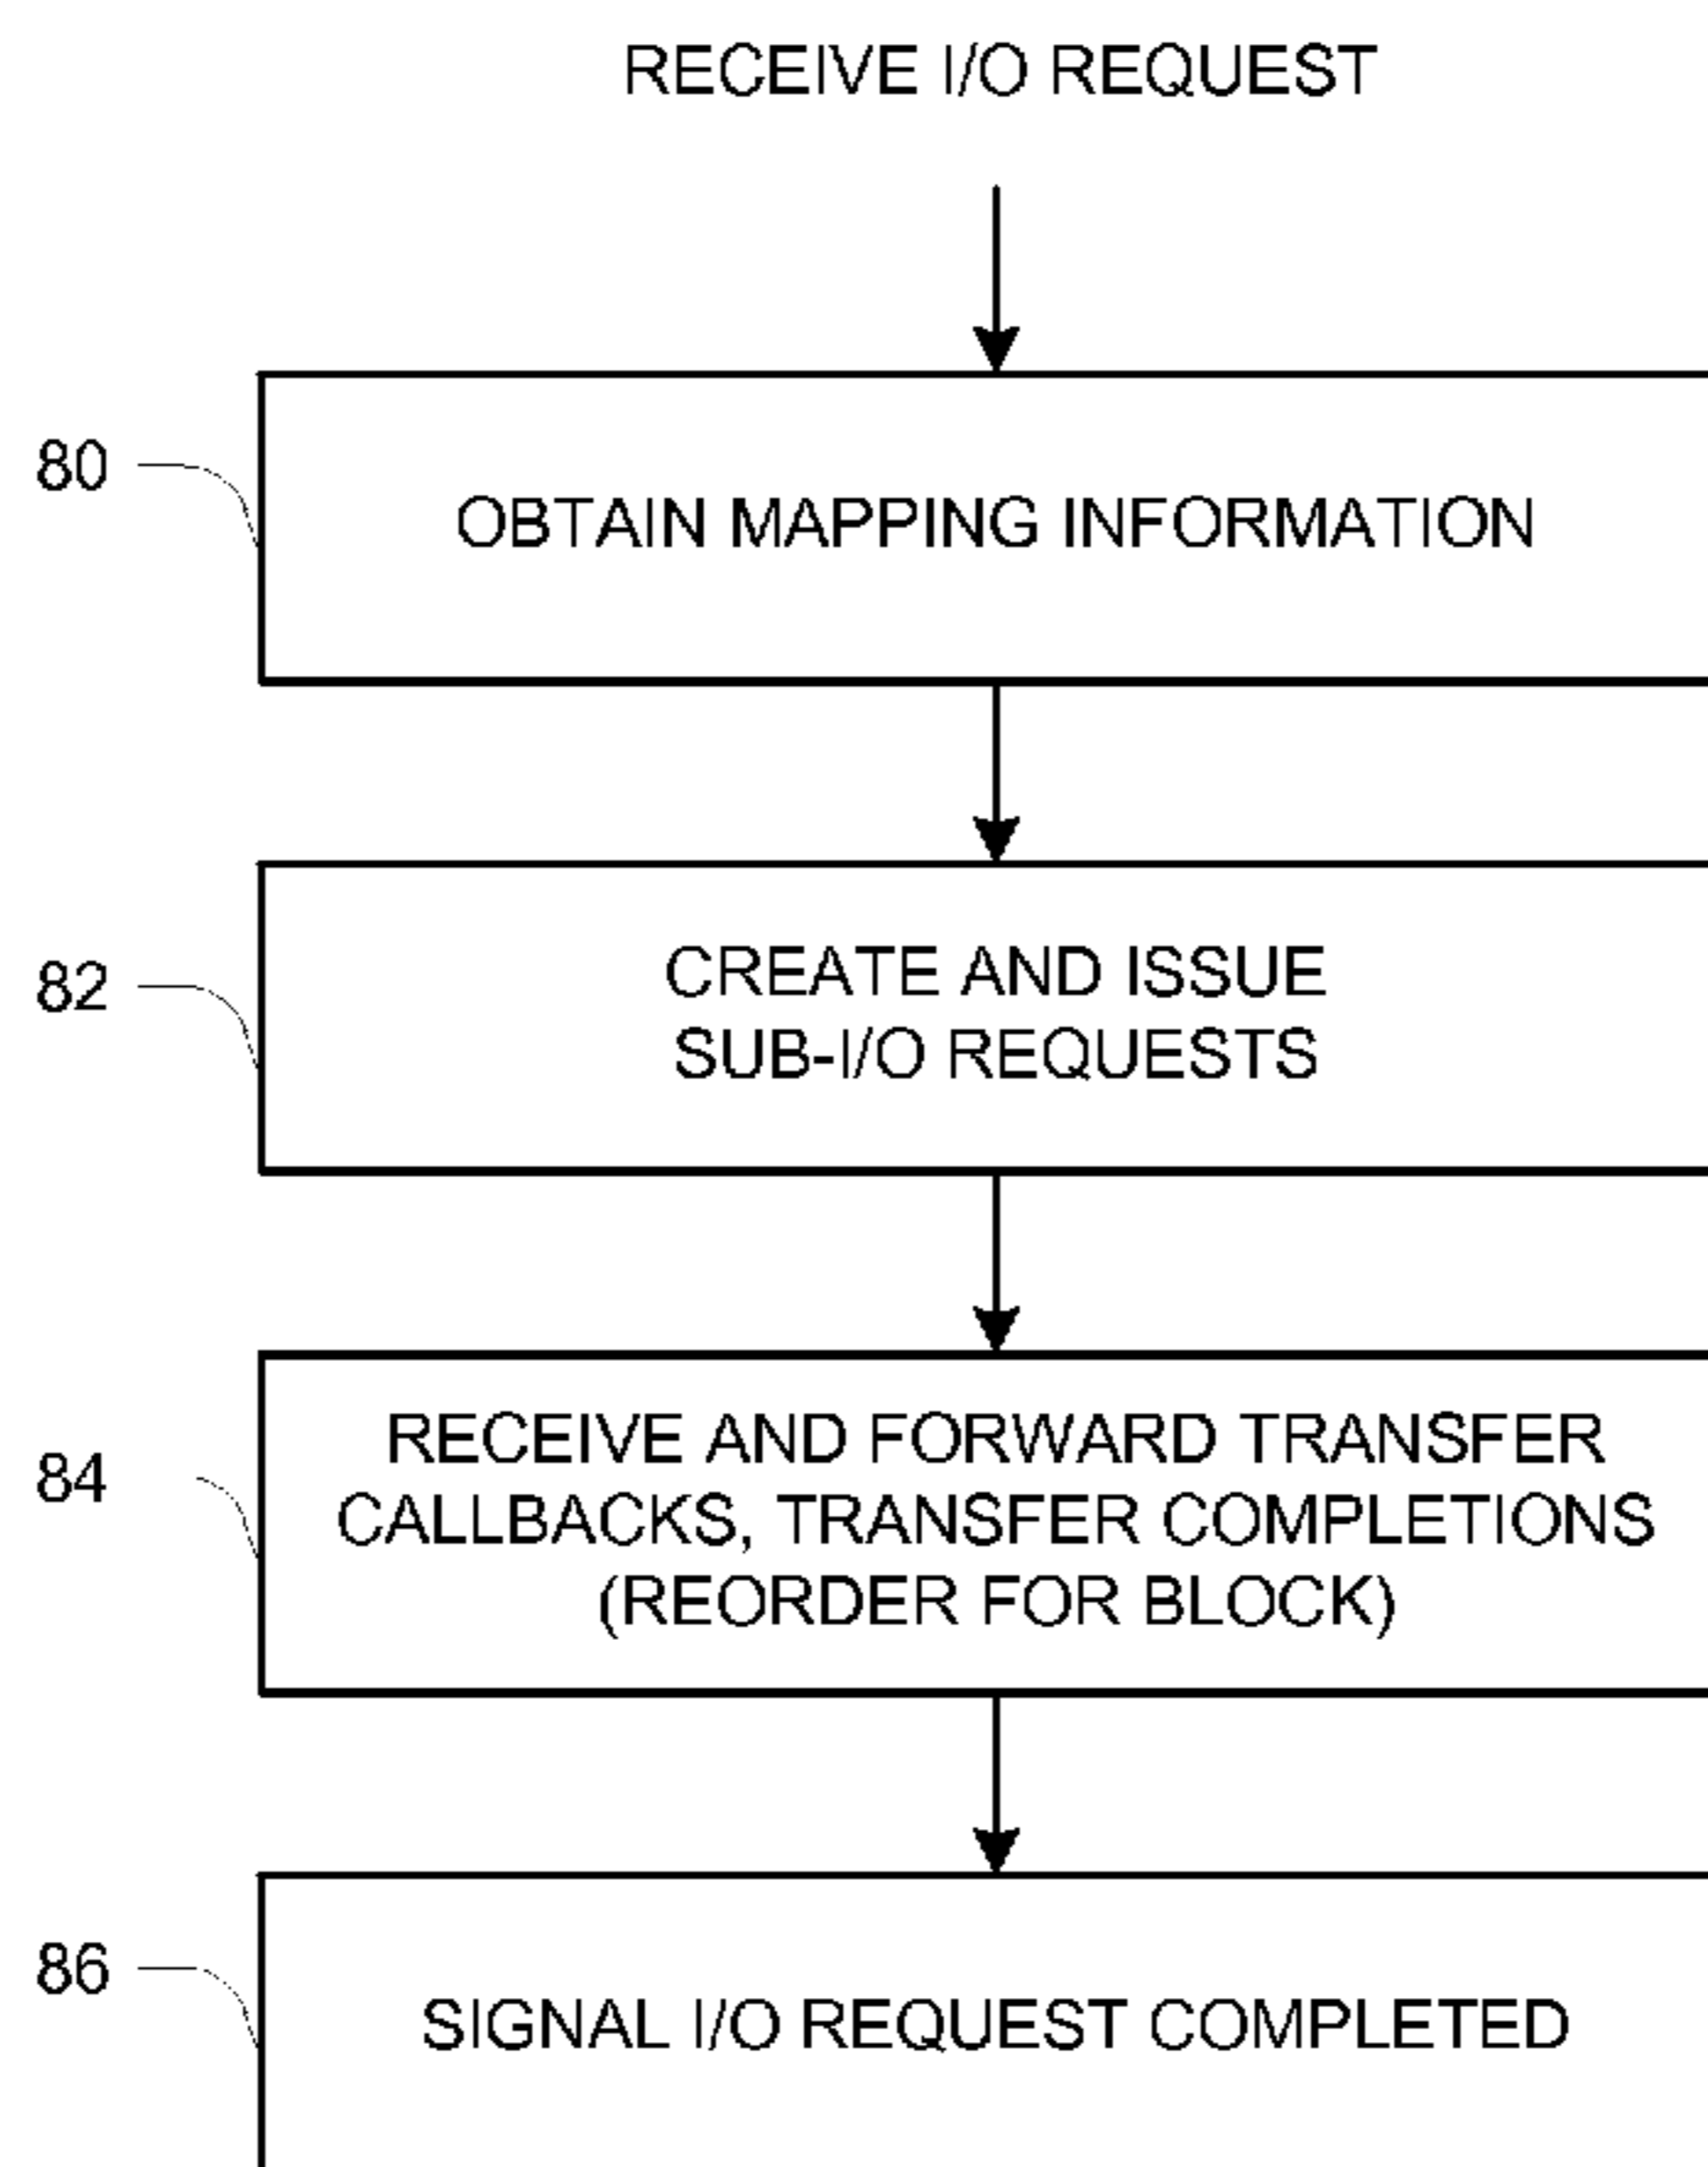 RECEIVE I/O REQUEST
80
OBTAIN MAPPING INFORMATION
82
CREATE AND ISSUE
SUB-I/O REQUESTS
84
RECEIVE AND FORWARD TRANSFER
CALLBACKS, TRANSFER COMPLETIONS
(REORDER FOR BLOCK)
86
SIGNAL I/O REQUEST COMPLETED